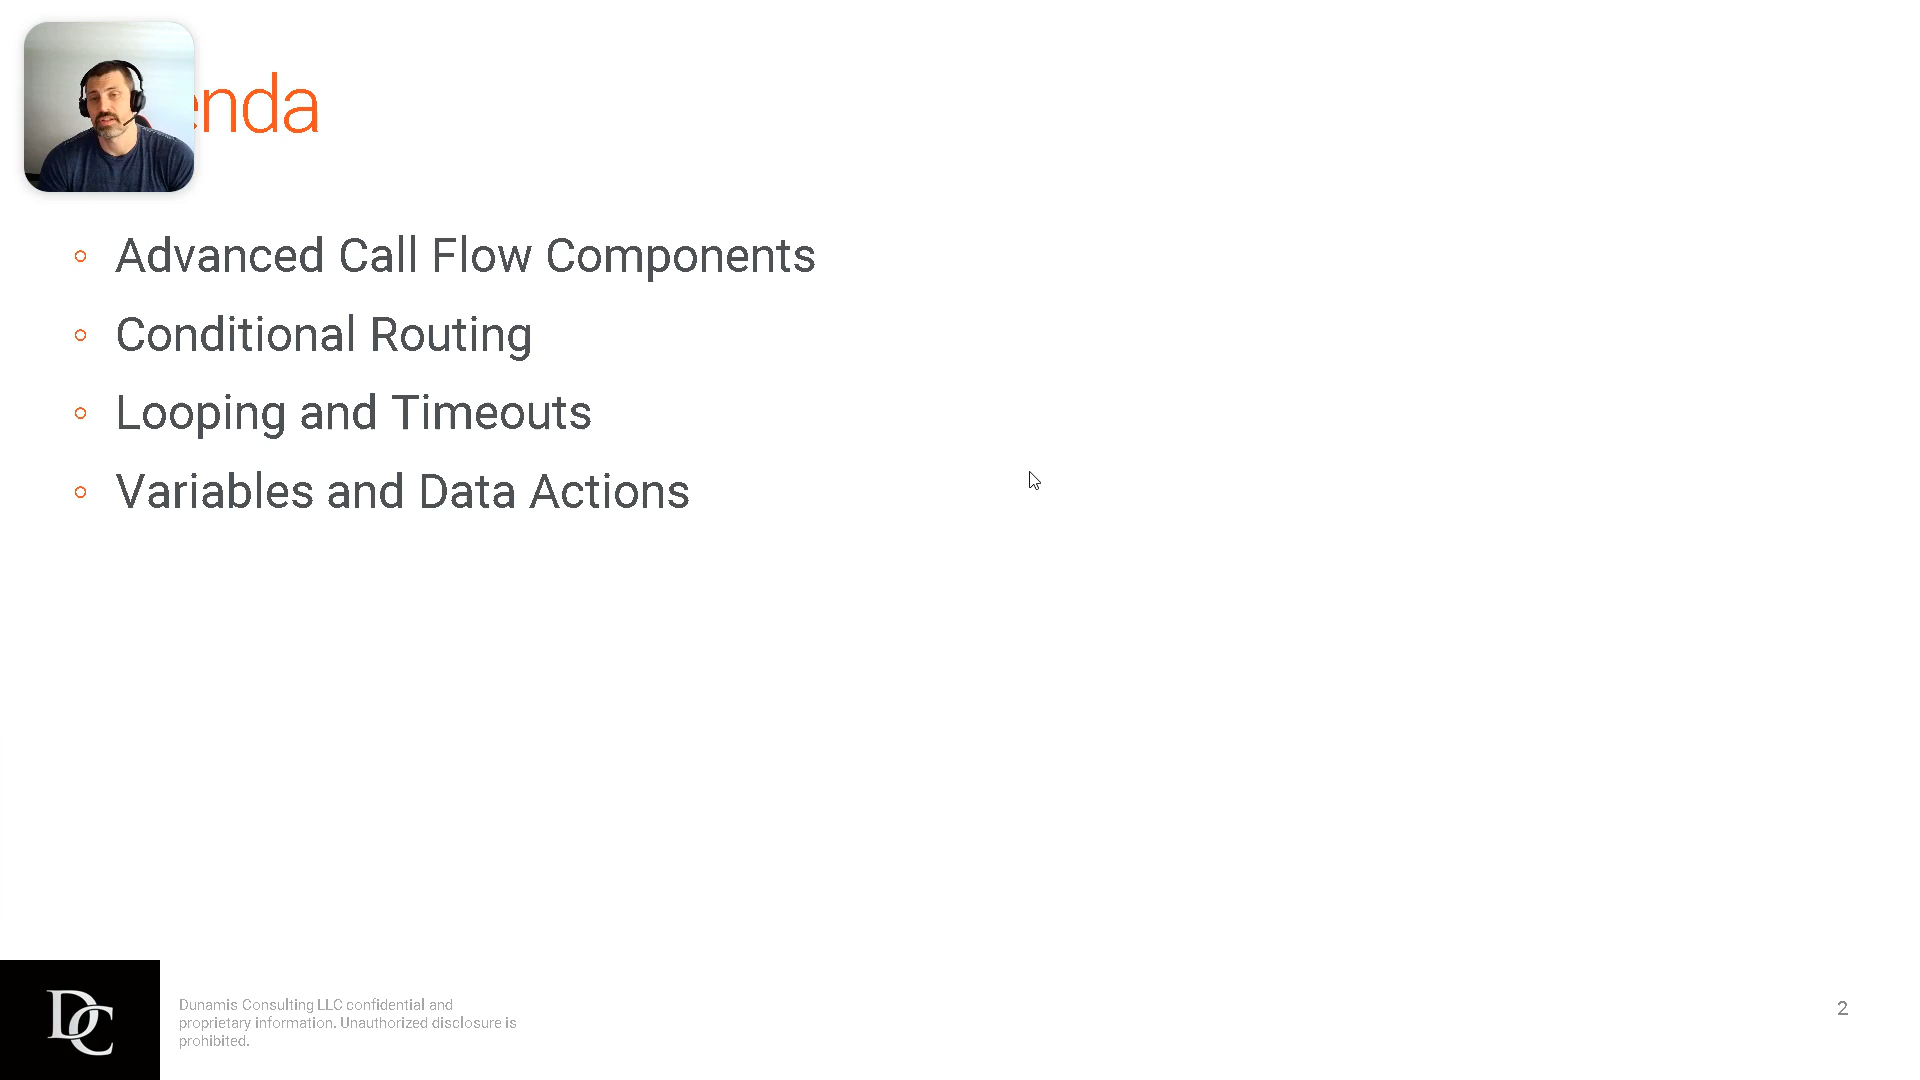 enda
Advanced Call Flow Components
Conditional Routing
Looping and Timeouts
Variables and Data Actions
DC
Dunamis Consulting LLC confidential and
proprietary information. Unauthorized disclosure is
prohibited.
2